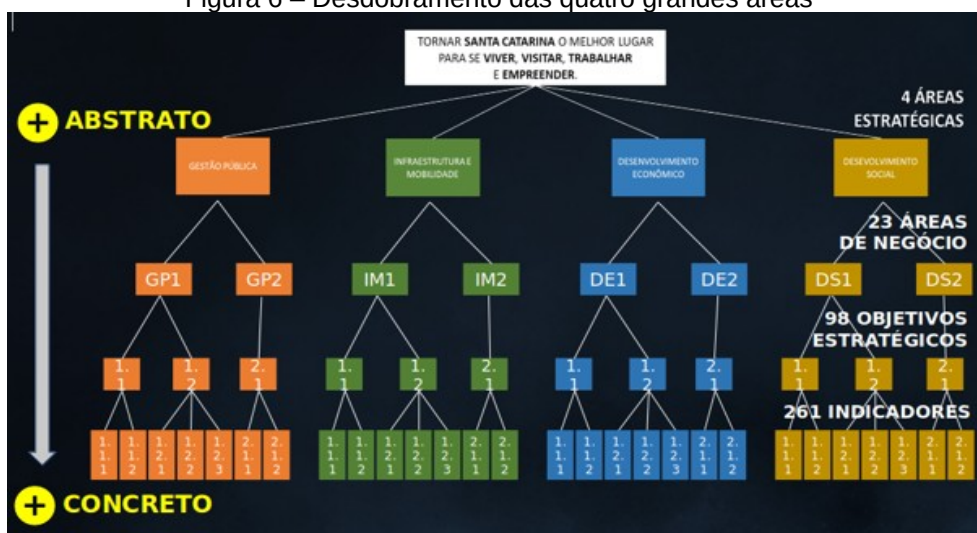 Figura 6 – Desdobramento das quatro grandes áreas
TORNAR SANTA CATARINA O MELHOR LUGAR
PARA SE VIVER, VISITAR, TRABALHAR
E EMPREENDER.
4 ÁREAS
ESTRATÉGICAS
+ ABSTRATO
GESTÃO PÚBLICA
INFRAESTRUTURA E
MOBILIDADE
DESENVOLVIMENTO
ECONÔMICO
DESEVOLVIMENTO
SOCIAL
23 ÁREAS
DE NEGÓCIO
GP1 GP2 IM1 IM2 DE1 DE2 DS1 DS2
98 OBJETIVOS
ESTRATÉGICOS
1.1 1.2 2.1 1.1 1.2 2.1 1.1 1.2 2.1 1.1 1.2 2.1
261 INDICADORES
1.1.1 1.1.2 1.2.1 1.2.2 1.2.3 2.1.1 2.1.2 1.1.1 1.1.2 1.2.1 1.2.2 1.2.3 2.1.1 2.1.2 1.1.1 1.1.2 1.2.1 1.2.2 1.2.3 2.1.1 2.1.2 1.1.1 1.1.2 1.2.1 1.2.2 1.2.3 2.1.1 2.1.2
+ CONCRETO